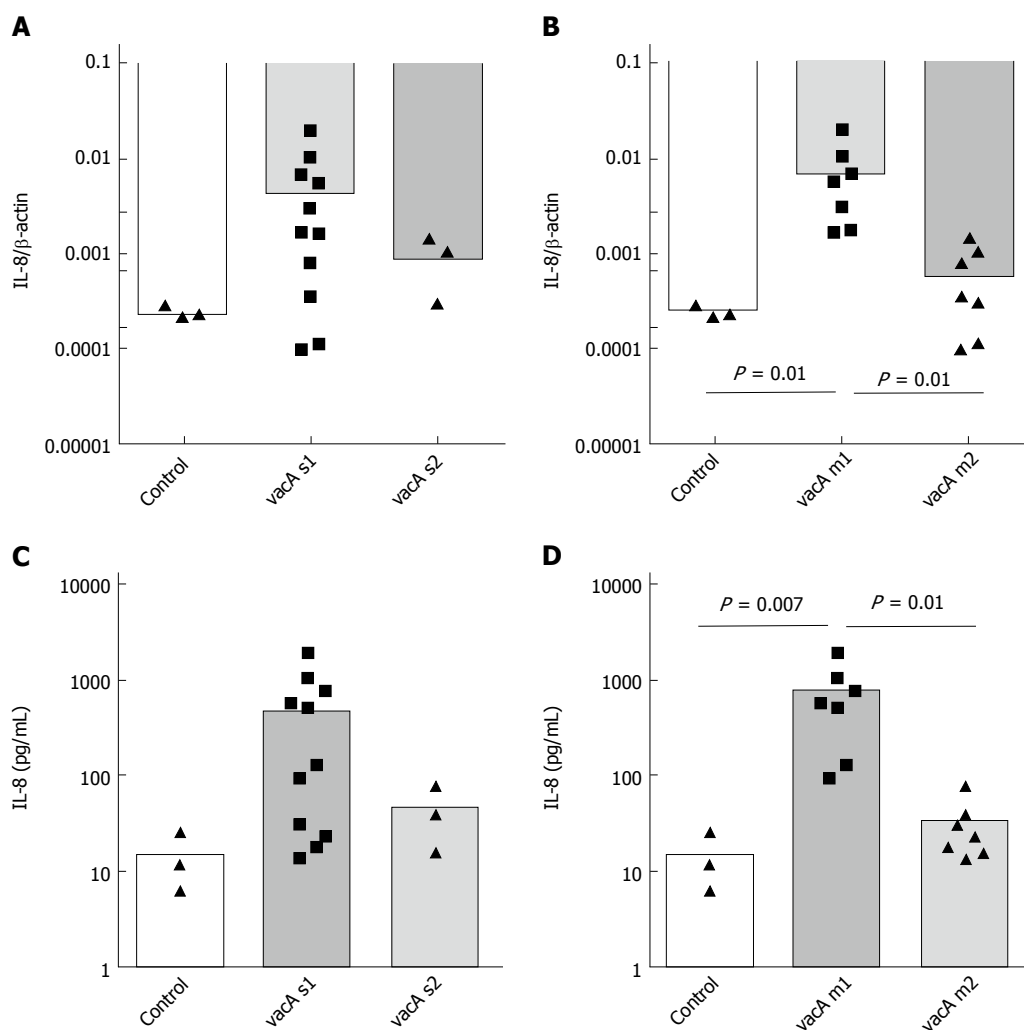 A
0.1
0.01
0.001
0.0001
0.00001
IL-8/β-actin
Control
vacA s1
vacA s2
B
0.1
0.01
0.001
0.0001
0.00001
IL-8/β-actin
P = 0.01
P = 0.01
Control
vacA m1
vacA m2
C
10000
1000
100
10
1
IL-8 (pg/mL)
Control
vacA s1
vacA s2
D
10000
1000
100
10
1
IL-8 (pg/mL)
P = 0.007
P = 0.01
Control
vacA m1
vacA m2